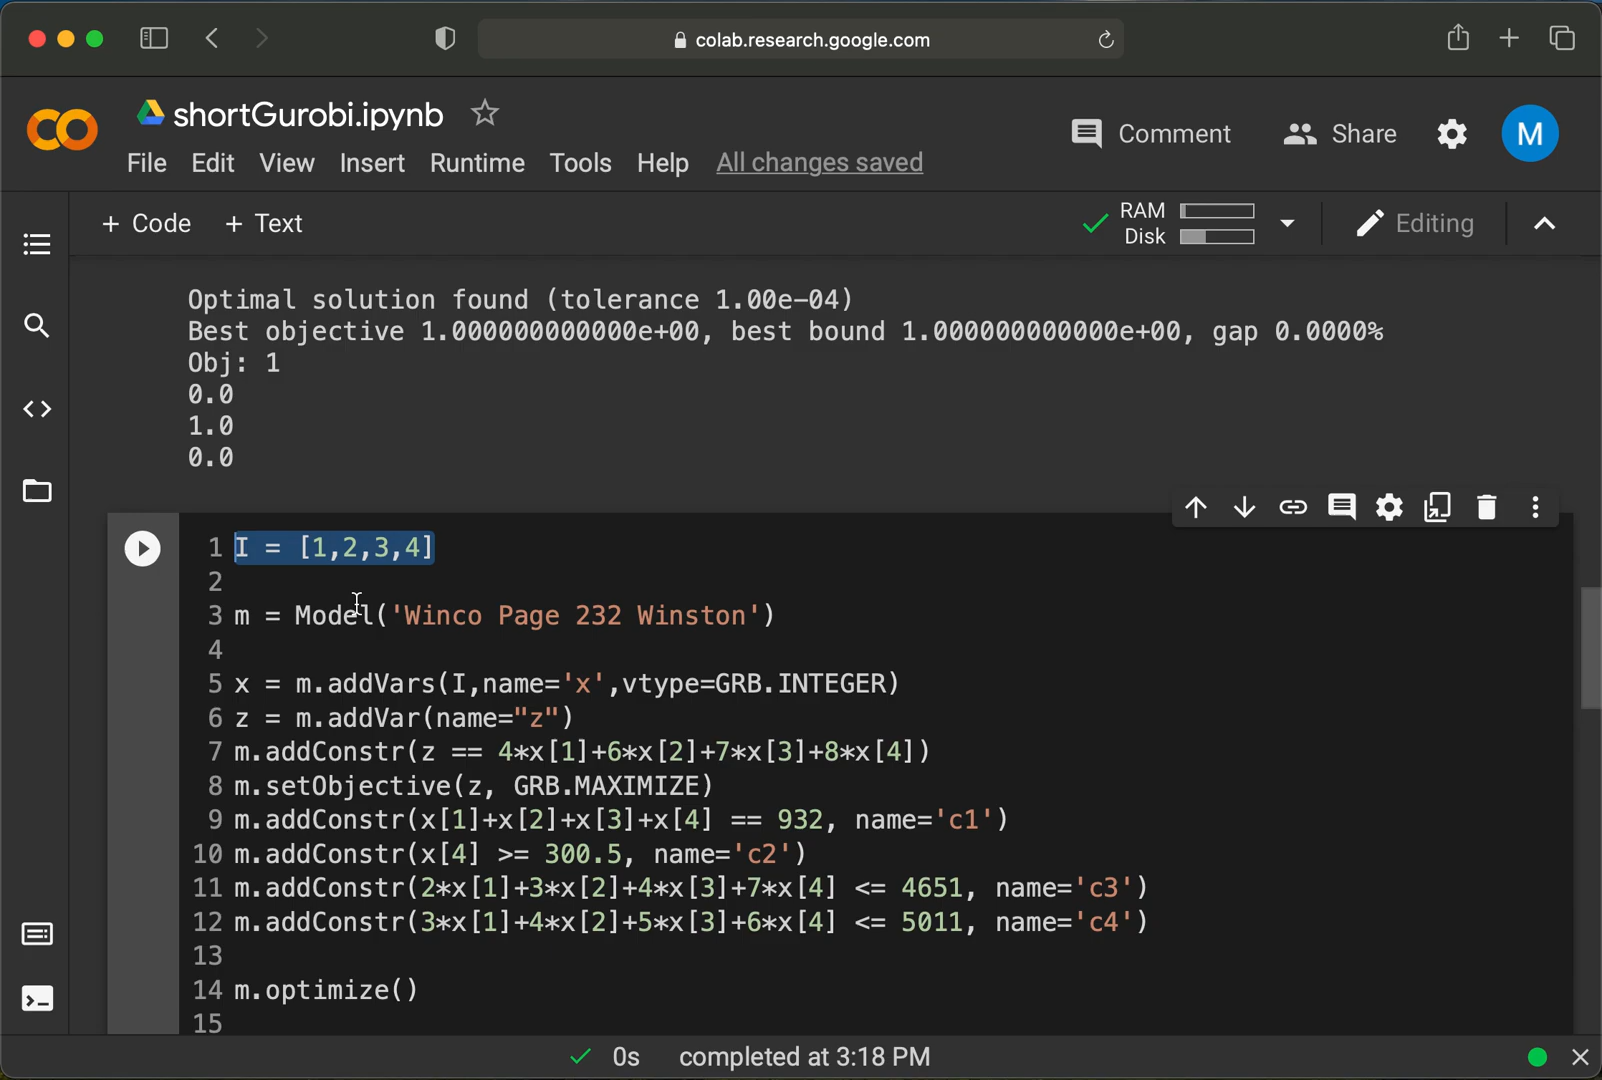 colab.research.google.com
shortGurobi.ipynb
Comment
Share
M
File Edit View Insert Runtime Tools Help All changes saved
+ Code + Text
RAM
Disk
Editing
Optimal solution found (tolerance 1.00e-04)
Best objective 1.000000000000e+00, best bound 1.000000000000e+00, gap 0.0000%
Obj: 1
0.0
1.0
0.0
1 I = [1,2,3,4]
2
3 m = Model('Winco Page 232 Winston')
4
5 x = m.addVars(I,name='x',vtype=GRB.INTEGER)
6 z = m.addVar(name="z")
7 m.addConstr(z == 4*x[1]+6*x[2]+7*x[3]+8*x[4])
8 m.setObjective(z, GRB.MAXIMIZE)
9 m.addConstr(x[1]+x[2]+x[3]+x[4] == 932, name='c1')
10 m.addConstr(x[4] >= 300.5, name='c2')
11 m.addConstr(2*x[1]+3*x[2]+4*x[3]+7*x[4] <= 4651, name='c3')
12 m.addConstr(3*x[1]+4*x[2]+5*x[3]+6*x[4] <= 5011, name='c4')
13
14 m.optimize()
15
0s completed at 3:18 PM